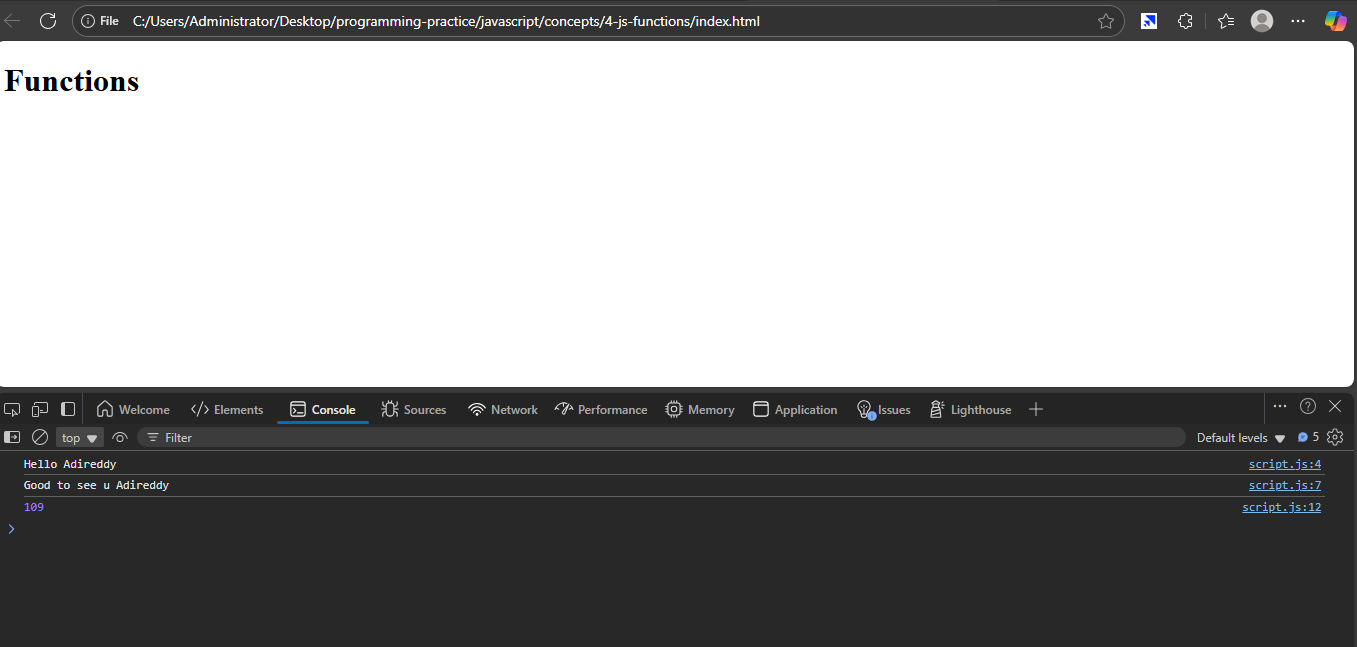 File C:/Users/Administrator/Desktop/programming-practice/javascript/concepts/4-js-functions/index.html
Functions
Welcome Elements Console Sources Network Performance Memory Application Issues Lighthouse
top Filter Default levels 5
Hello Adireddy script.js:4
Good to see u Adireddy script.js:7
109 script.js:12